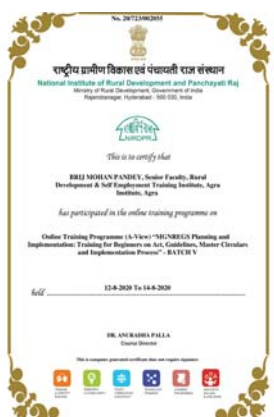 No. 20/723/002055
राष्ट्रीय ग्रामीण विकास एवं पंचायती राज संस्थान
National Institute of Rural Development and Panchayati Raj
Ministry of Rural Development, Government of India
Rajendranagar, Hyderabad - 500 030, India
NIRDPR
This is to certify that
BRIJ MOHAN PANDEY, Senior Faculty, Rural
Development & Self Employment Training Institute, Agra
Institute, Agra
has participated in the online training programme on
Online Training Programme (A-View) “MGNREGS Planning and
Implementation: Training for Beginners on Act, Guidelines, Master Circulars
and Implementation Process” - BATCH V
held
12-8-2020 To 14-8-2020
DR. ANURADHA PALLA
Course Director
This is computer generated certificate does not require signature